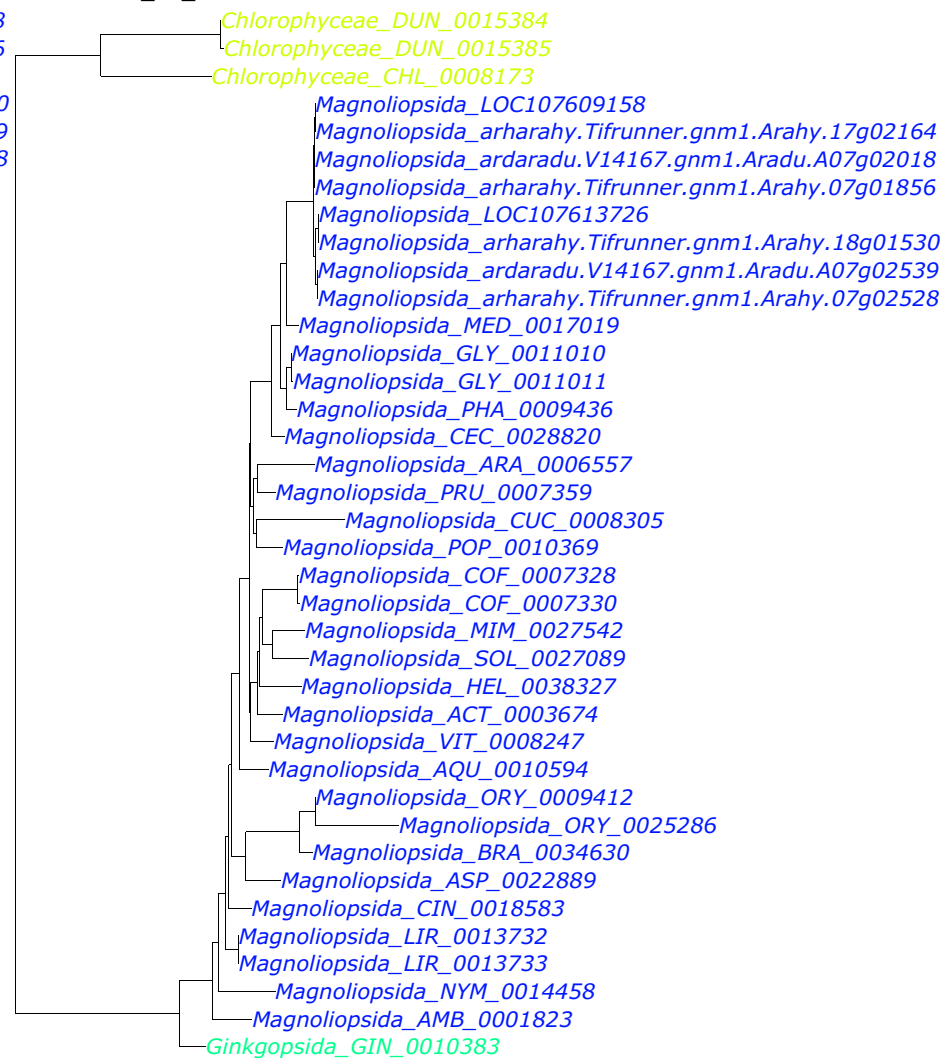 Chlorophyceae_DUN_0015384
Chlorophyceae_DUN_0015385
Chlorophyceae_CHL_0008173
Magnoliopsida_LOC107609158
Magnoliopsida_arharahy.Tifrunner.gnm1.Arahy.17g02164
Magnoliopsida_ardaradu.V14167.gnm1.Aradu.A07g02018
Magnoliopsida_arharahy.Tifrunner.gnm1.Arahy.07g01856
Magnoliopsida_LOC107613726
Magnoliopsida_arharahy.Tifrunner.gnm1.Arahy.18g01530
Magnoliopsida_ardaradu.V14167.gnm1.Aradu.A07g02539
Magnoliopsida_arharahy.Tifrunner.gnm1.Arahy.07g02528
Magnoliopsida_MED_0017019
Magnoliopsida_GLY_0011010
Magnoliopsida_GLY_0011011
Magnoliopsida_PHA_0009436
Magnoliopsida_CEC_0028820
Magnoliopsida_ARA_0006557
Magnoliopsida_PRU_0007359
Magnoliopsida_CUC_0008305
Magnoliopsida_POP_0010369
Magnoliopsida_COF_0007328
Magnoliopsida_COF_0007330
Magnoliopsida_MIM_0027542
Magnoliopsida_SOL_0027089
Magnoliopsida_HEL_0038327
Magnoliopsida_ACT_0003674
Magnoliopsida_VIT_0008247
Magnoliopsida_AQU_0010594
Magnoliopsida_ORY_0009412
Magnoliopsida_ORY_0025286
Magnoliopsida_BRA_0034630
Magnoliopsida_ASP_0022889
Magnoliopsida_CIN_0018583
Magnoliopsida_LIR_0013732
Magnoliopsida_LIR_0013733
Magnoliopsida_NYM_0014458
Magnoliopsida_AMB_0001823
Ginkgopsida_GIN_0010383